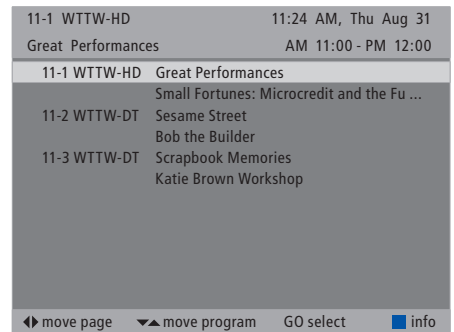 11-1 WTTW-HD 11:24 AM, Thu Aug 31
Great Performances AM 11:00 - PM 12:00
11-1 WTTW-HD Great Performances
Small Fortunes: Microcredit and the Fu ...
11-2 WTTW-DT Sesame Street
Bob the Builder
11-3 WTTW-DT Scrapbook Memories
Katie Brown Workshop
move page move program GO select info